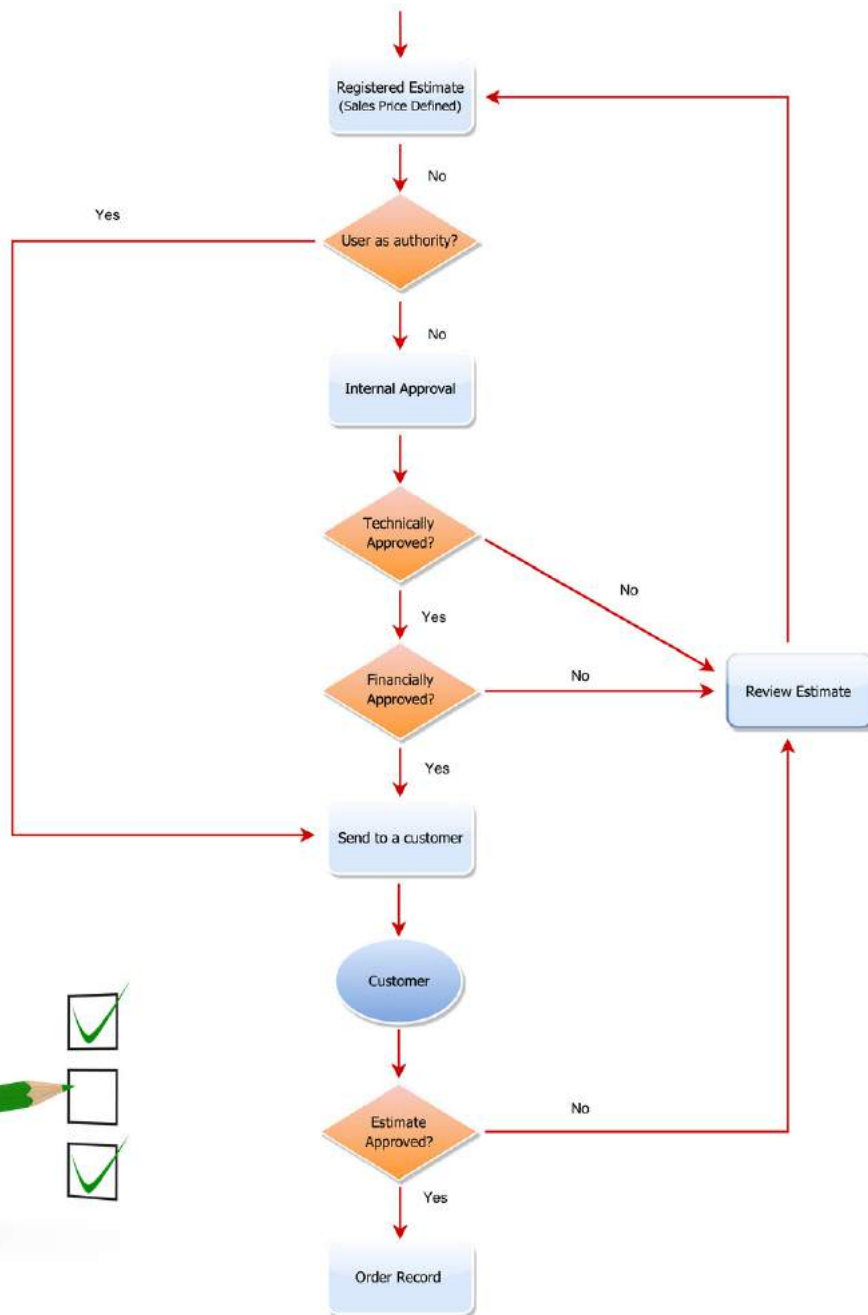 Registered Estimate
(Sales Price Defined)
No
Yes
User as authority?
No
Internal Approval
Technically
Approved?
No
Yes
Financially
Approved?
No
Review Estimate
Yes
Send to a customer
Customer
Estimate
Approved?
No
Yes
Order Record